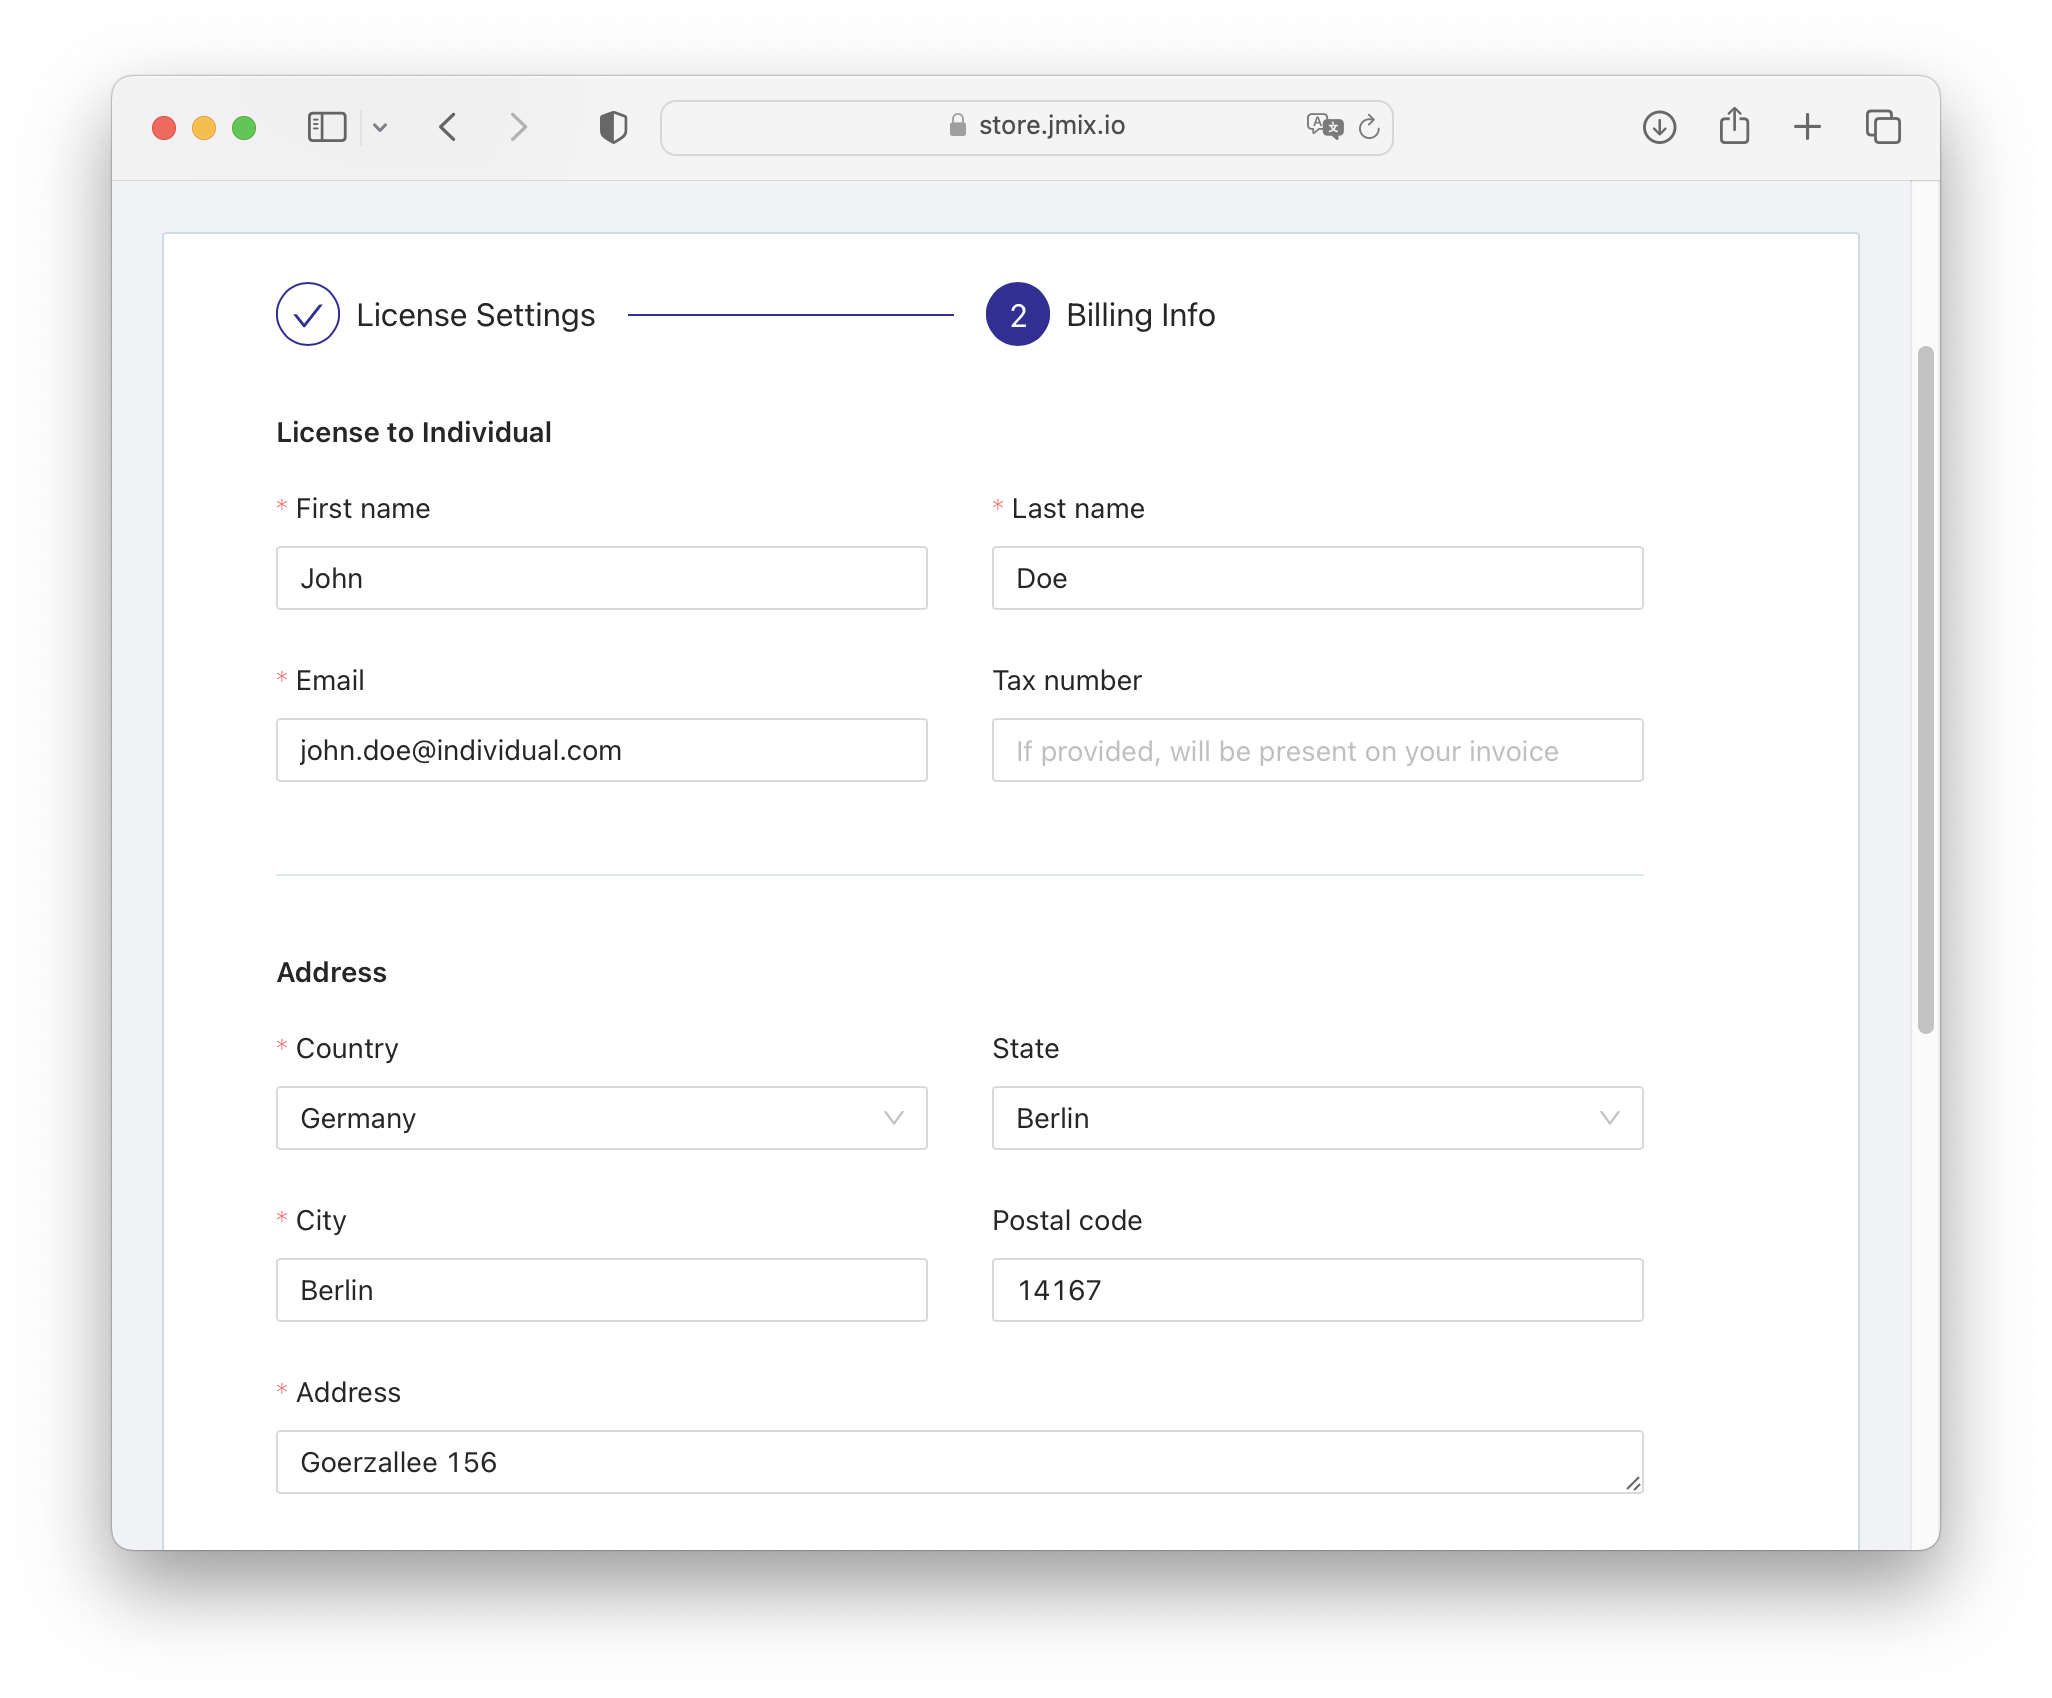 store.jmix.io
License Settings
2 Billing Info
License to Individual
* First name
* Last name
John
Doe
* Email
Tax number
john.doe@individual.com
If provided, will be present on your invoice
Address
* Country
State
Germany
Berlin
* City
Postal code
Berlin
14167
* Address
Goerzallee 156